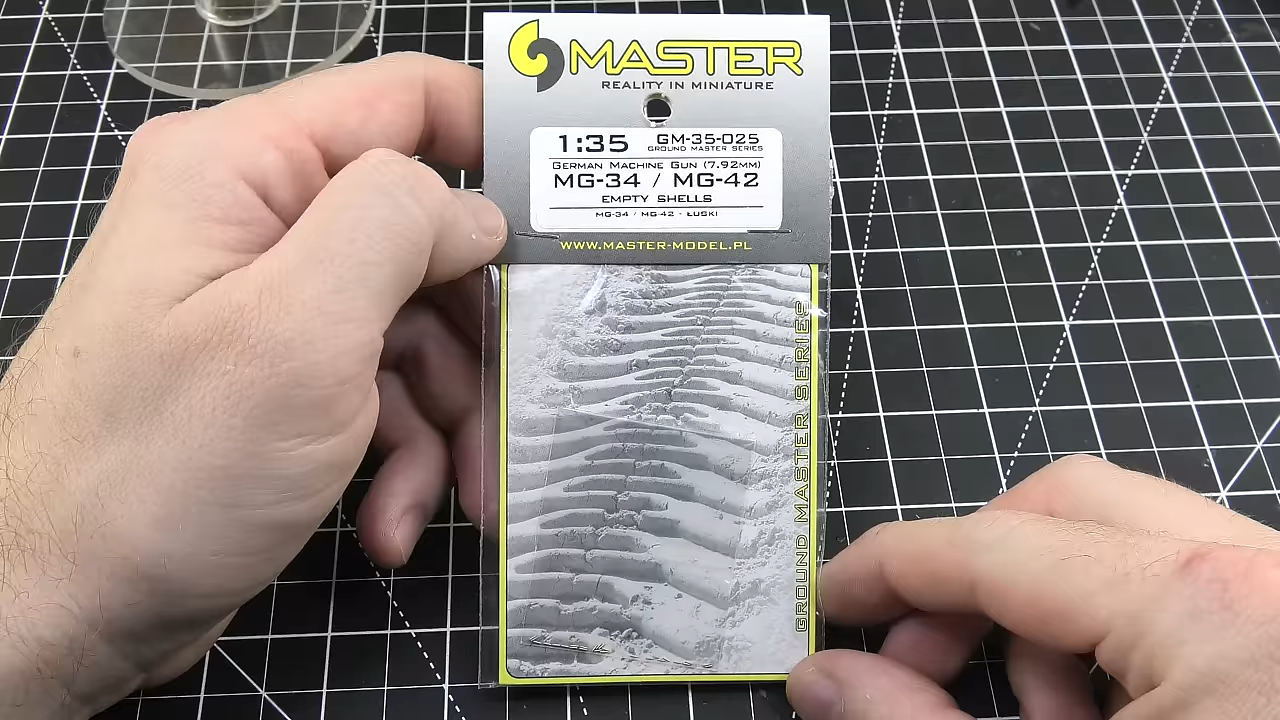 MASTER
REALITY IN MINIATURE
1:35 GM-35-025
GROUND MASTER SERIES
GERMAN MACHINE GUN (7.92MM)
MG-34 / MG-42
EMPTY SHELLS
MG-34 / MG-42 - ŁUSKI
WWW.MASTER-MODEL.PL
GROUND MASTER SERIES